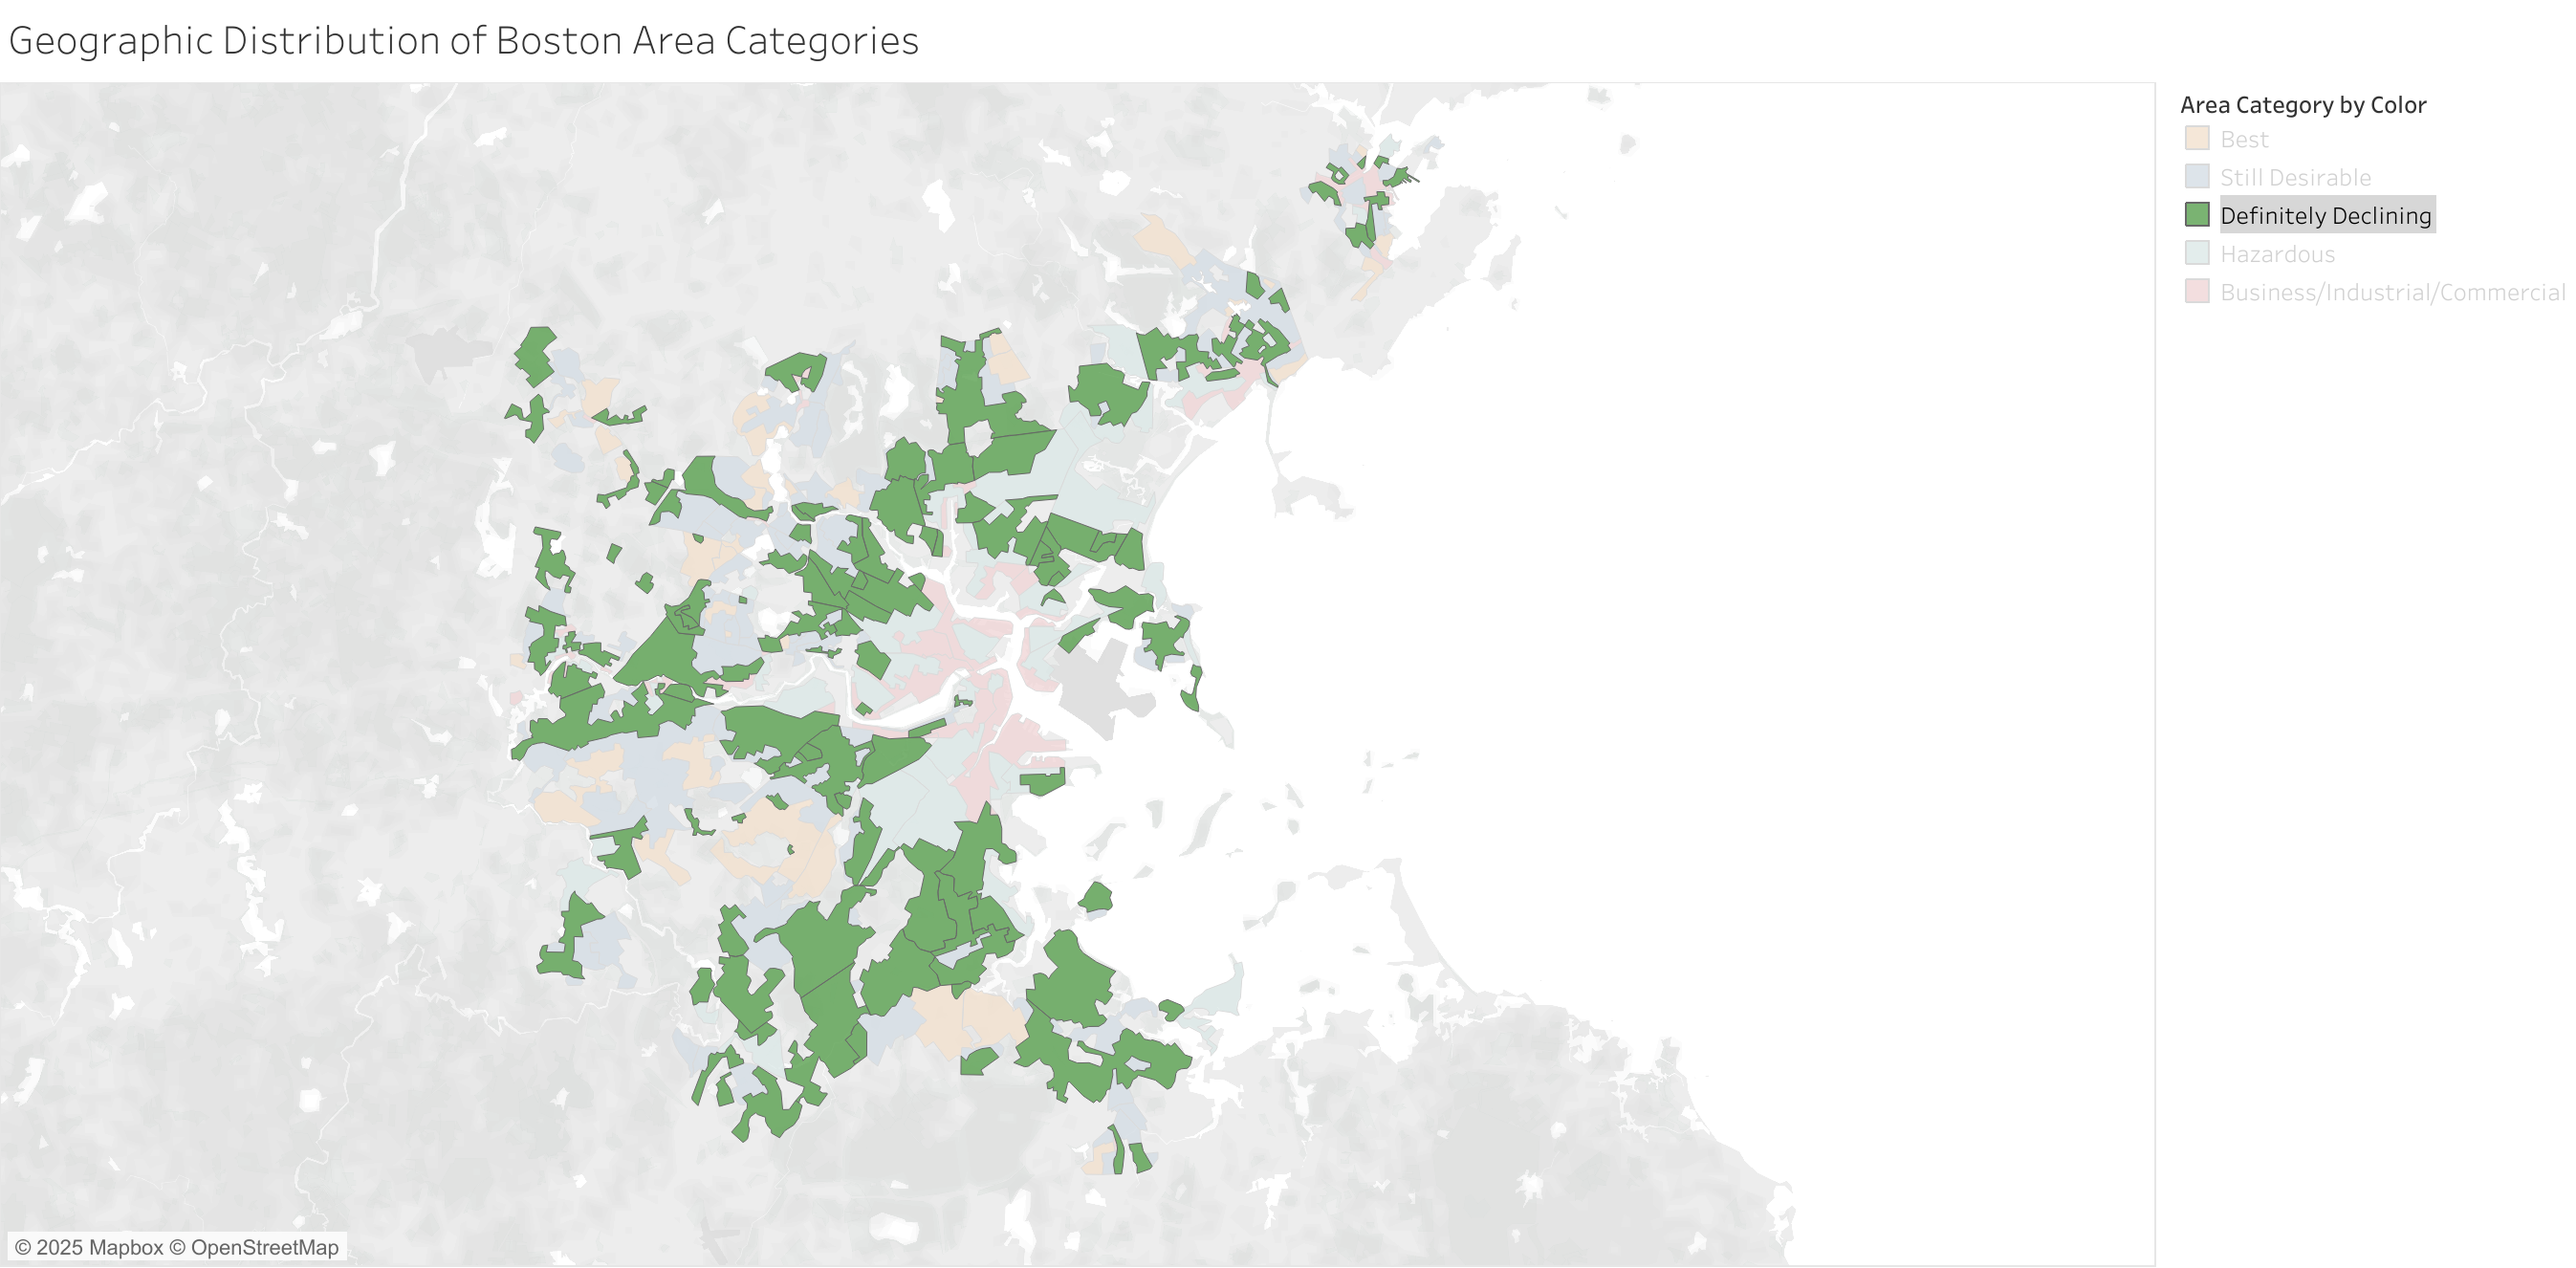 Geographic Distribution of Boston Area Categories
Area Category by Color
Best
Still Desirable
Definitely Declining
Hazardous
Business/Industrial/Commercial
© 2025 Mapbox © OpenStreetMap